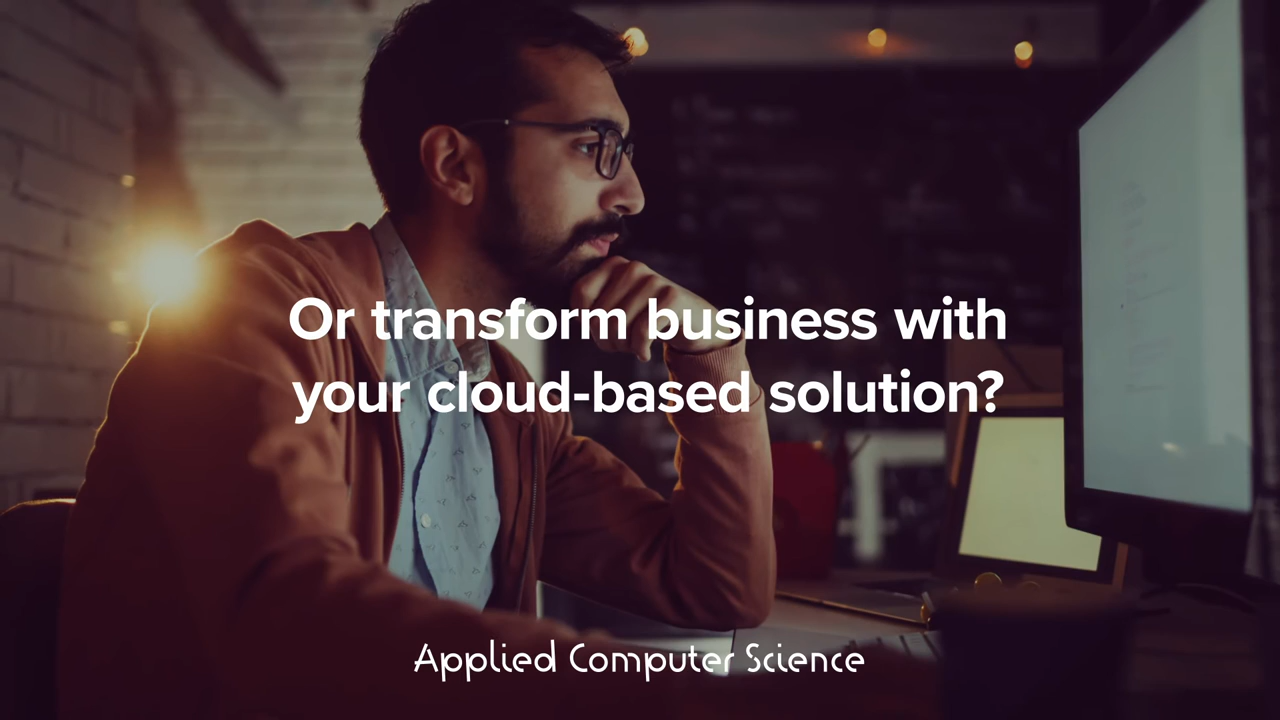 Or transform business with
your cloud-based solution?
Applied Computer Science